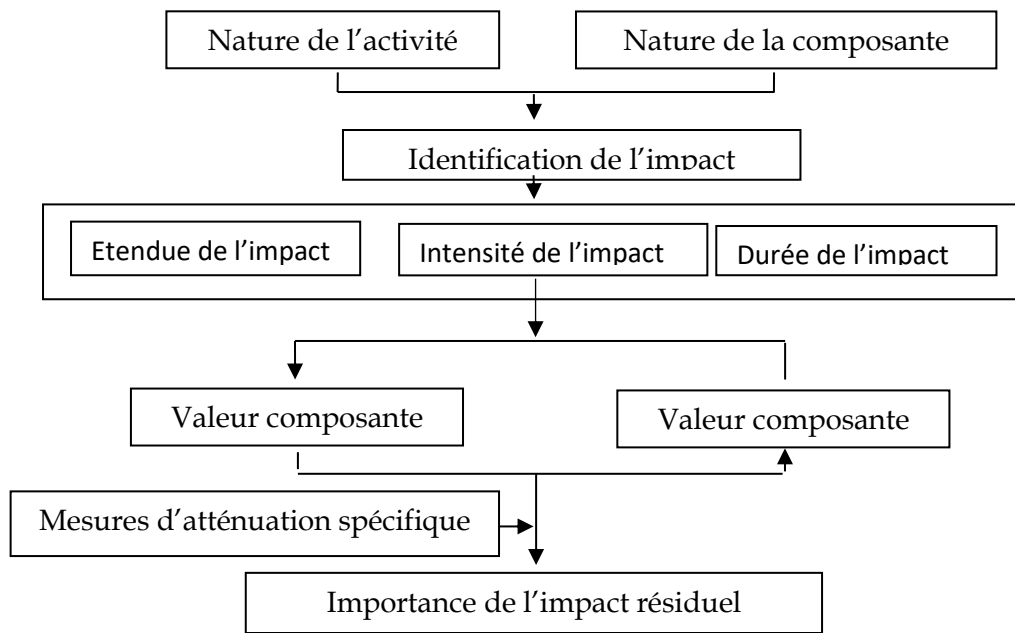 Nature de l’activité
Nature de la composante
Identification de l’impact
Etendue de l’impact
Intensité de l’impact
Durée de l’impact
Valeur composante
Valeur composante
Mesures d’atténuation spécifique
Importance de l’impact résiduel